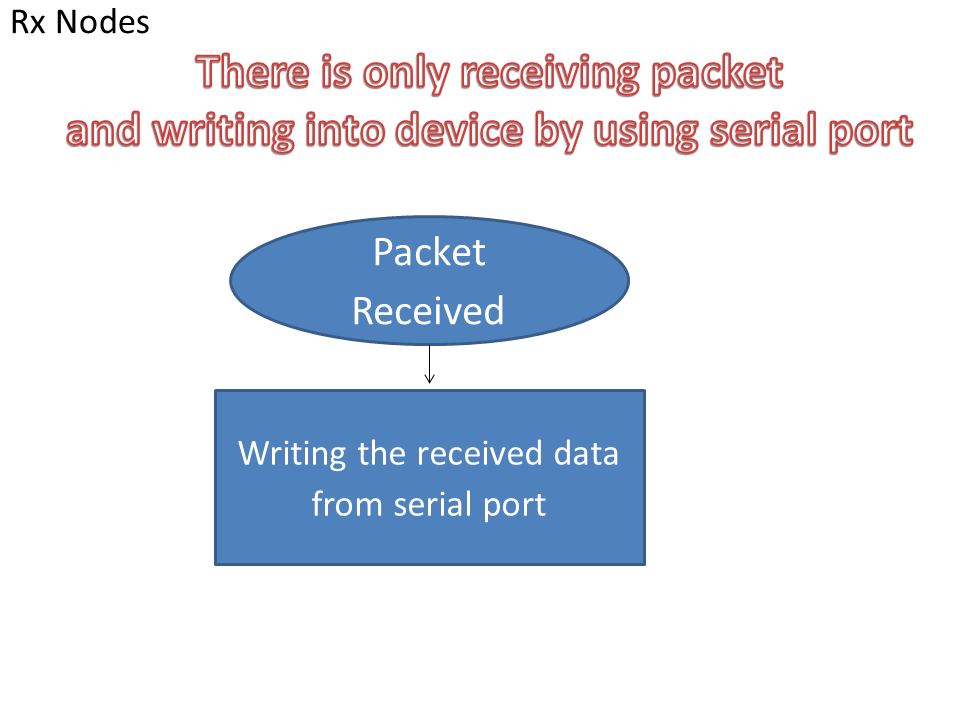 Rx Nodes
There is only receiving packet
and writing into device by using serial port
Packet
Received
Writing the received data
from serial port